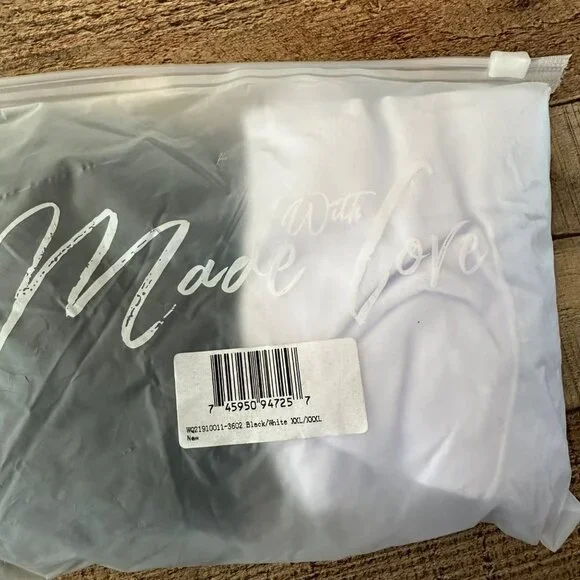 Made With Love
7 45950 94725 7
WQ21910011-3602 Black/White XXL/XXXL
New